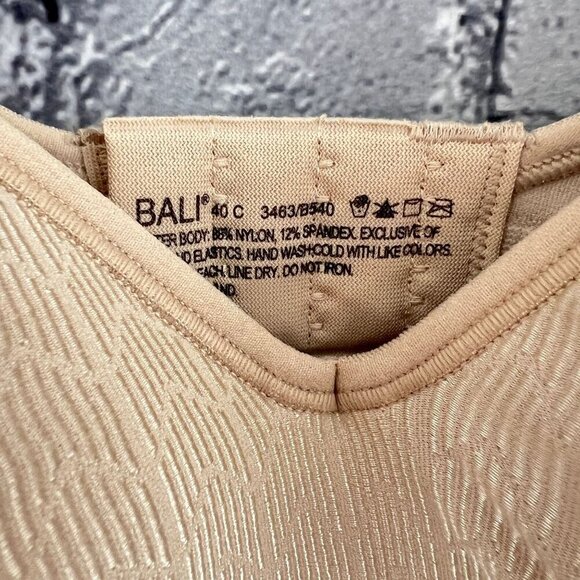 BALI® 40 C 3463/B540
TER BODY: 88% NYLON, 12% SPANDEX. EXCLUSIVE OF
ND ELASTICS. HAND WASH COLD WITH LIKE COLORS.
EACH. LINE DRY. DO NOT IRON.
AND